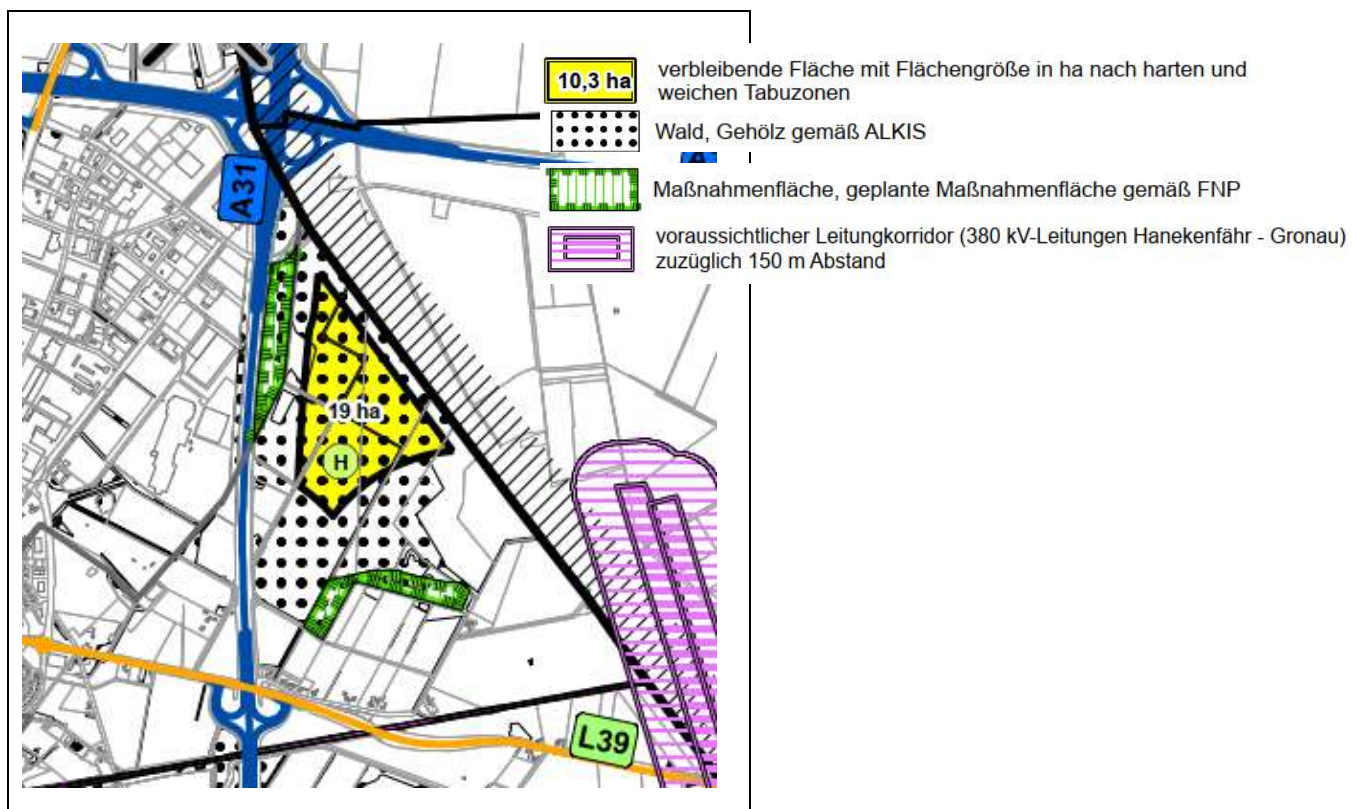 10,3 ha
verbleibende Fläche mit Flächengröße in ha nach harten und
weichen Tabuzonen
Wald, Gehölz gemäß ALKIS
Maßnahmenfläche, geplante Maßnahmenfläche gemäß FNP
voraussichtlicher Leitungkorridor (380 kV-Leitungen Hanekenfähr - Gronau)
zuzüglich 150 m Abstand
A31
19 ha
H
L39